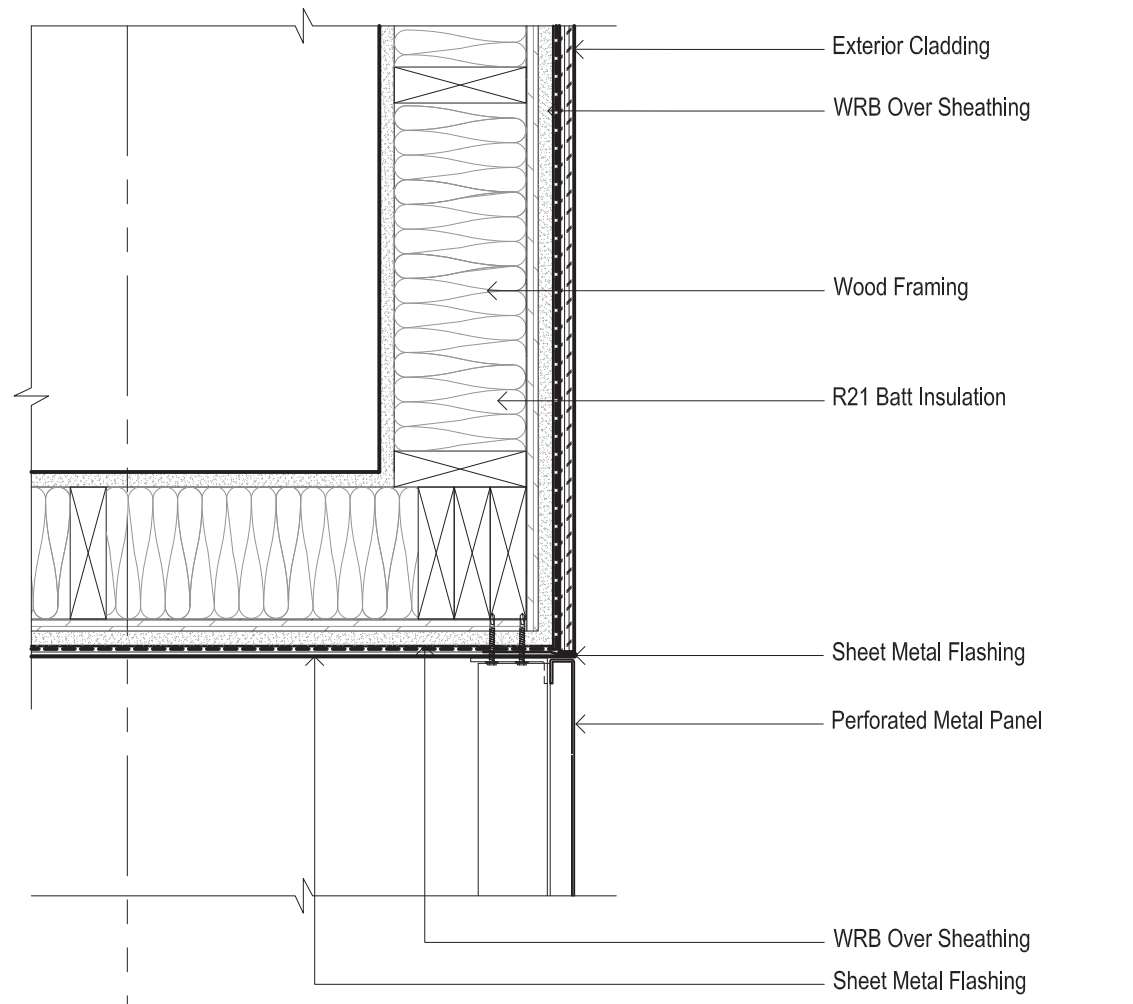 Exterior Cladding
WRB Over Sheathing
Wood Framing
R21 Batt Insulation
Sheet Metal Flashing
Perforated Metal Panel
WRB Over Sheathing
Sheet Metal Flashing